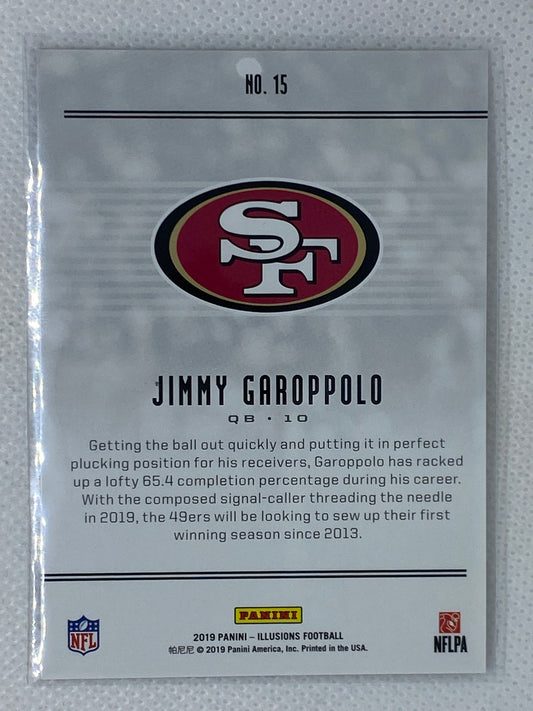 NO. 15
SF
JIMMY GAROPPOLO
QB • 10
Getting the ball out quickly and putting it in perfect
plucking position for his receivers, Garoppolo has racked
up a lofty 65.4 completion percentage during his career.
With the composed signal-caller threading the needle
in 2019, the 49ers will be looking to sew up their first
winning season since 2013.
PANINI
NFL
2019 PANINI – ILLUSIONS FOOTBALL
帕尼尼 © 2019 Panini America, Inc. Printed in the USA.
NFLPA